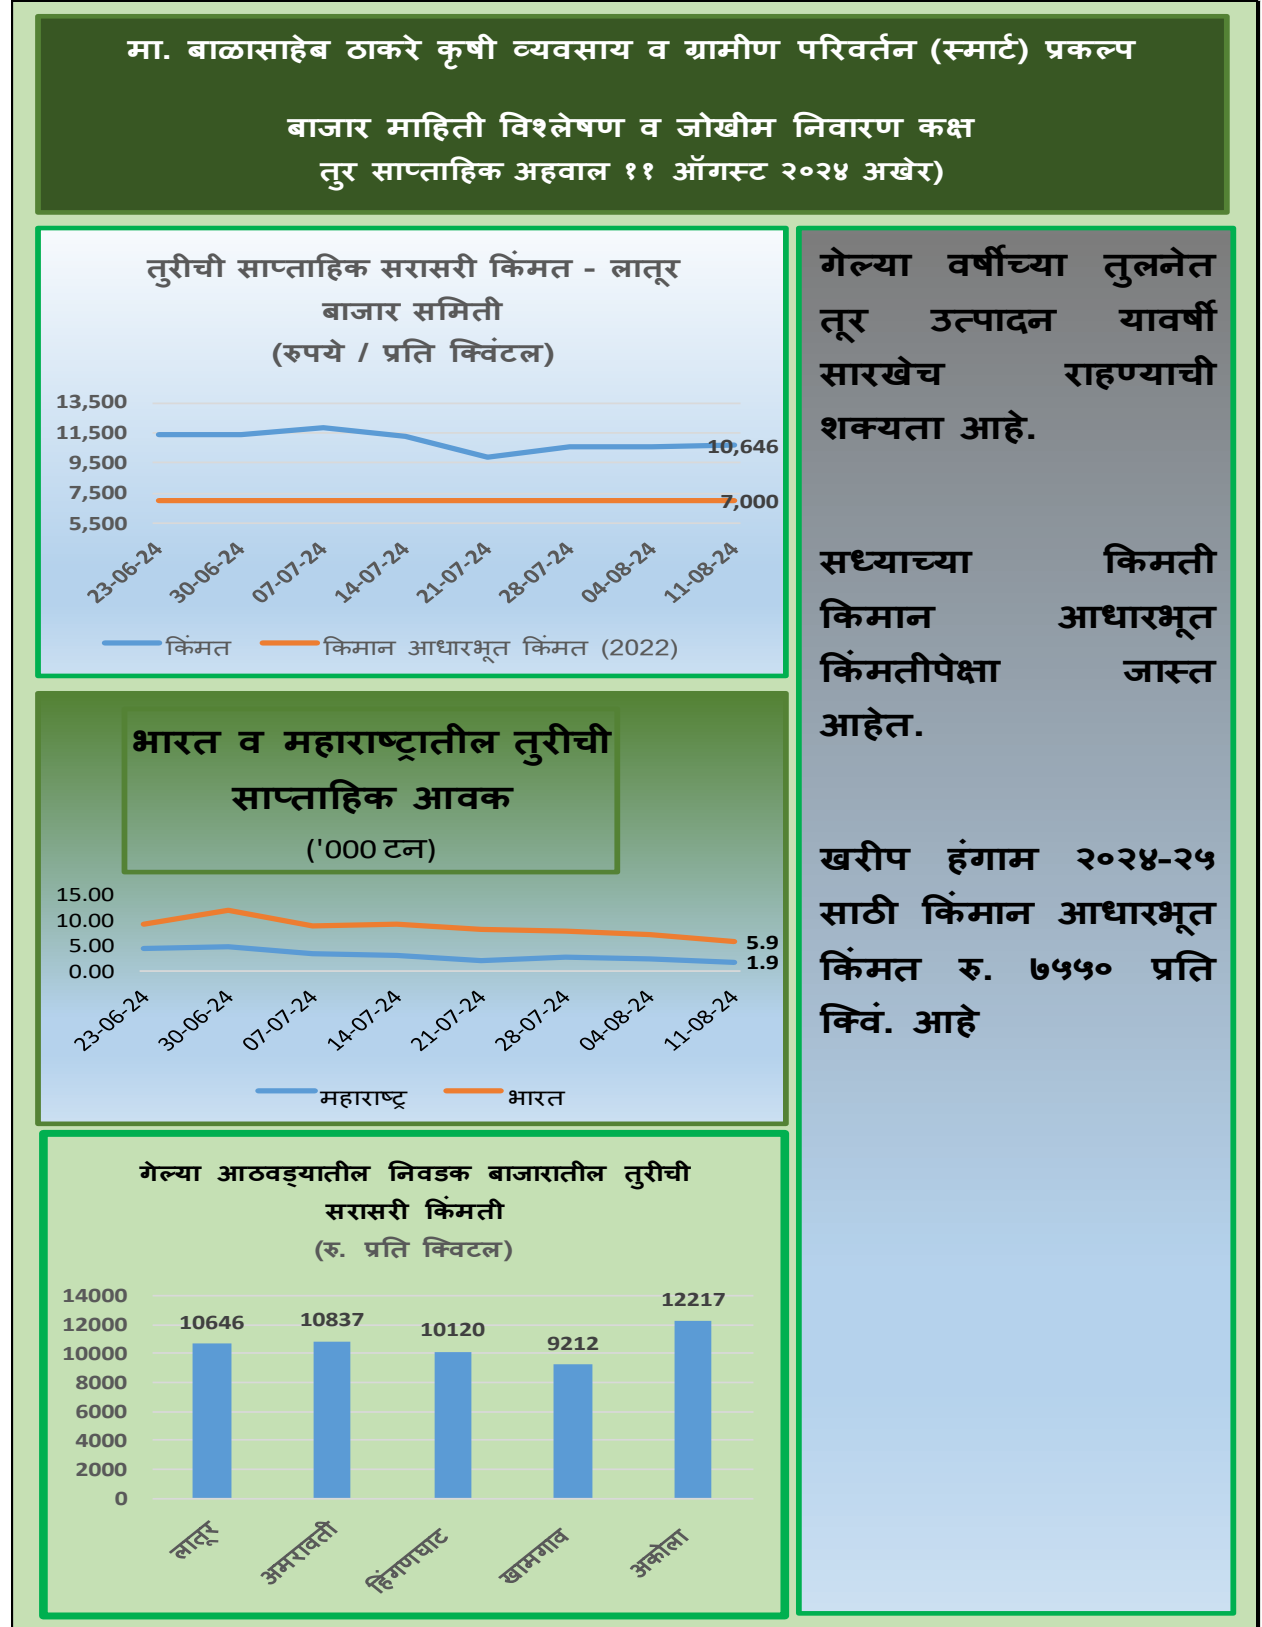 मा. बाळासाहेब ठाकरे कृषी व्यवसाय व ग्रामीण परिवर्तन (स्मार्ट) प्रकल्प
बाजार माहिती विश्लेषण व जोखीम निवारण कक्ष
तुर साप्ताहिक अहवाल ११ ऑगस्ट २०२४ अखेर)
तुरीची साप्ताहिक सरासरी किंमत - लातूर
बाजार समिती
(रुपये / प्रति क्विंटल)
13,500
11,500
9,500
7,500
5,500
10,646
7,000
23-06-24
30-06-24
07-07-24
14-07-24
21-07-24
28-07-24
04-08-24
11-08-24
किंमत
किमान आधारभूत किंमत (2022)
भारत व महाराष्ट्रातील तुरीची
साप्ताहिक आवक
('000 टन)
15.00
10.00
5.00
0.00
5.9
1.9
23-06-24
30-06-24
07-07-24
14-07-24
21-07-24
28-07-24
04-08-24
11-08-24
महाराष्ट्र
भारत
गेल्या आठवड्यातील निवडक बाजारातील तुरीची
सरासरी किंमती
(रु. प्रति क्विटल)
14000
12000
10000
8000
6000
4000
2000
0
10646
10837
10120
9212
12217
लातूर
अमरावती
हिंगणघाट
खामगाव
अकोला
गेल्या वर्षीच्या तुलनेत
तूर उत्पादन यावर्षी
सारखेच राहण्याची
शक्यता आहे.
सध्याच्या किमती
किमान आधारभूत
किंमतीपेक्षा जास्त
आहेत.
खरीप हंगाम २०२४-२५
साठी किंमान आधारभूत
किंमत रु. ७५५० प्रति
क्विं. आहे